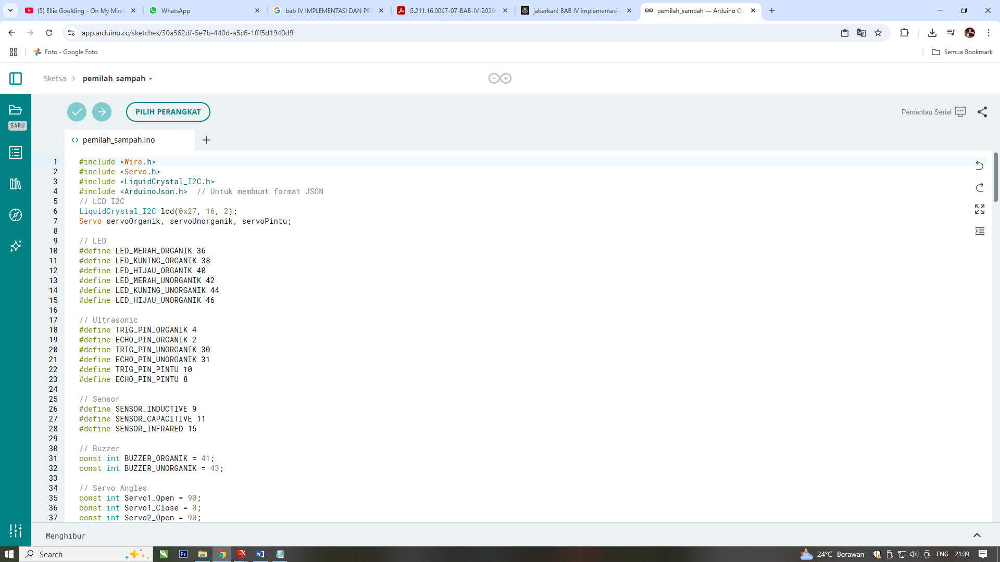 (5) Ellie Goulding - On My Mind
WhatsApp
bab IV IMPLEMENTASI DAN PE
G.211.16.0067-07-BAB-IV-2020
jabarkan! BAB IV implementasi
pemilah_sampah — Arduino Cl
app.arduino.cc/sketches/30a562df-5e7b-440d-a5c6-1fff5d1940d9
Foto - Google Foto
Semua Bookmark
Sketsa > pemilah_sampah
PILIH PERANGKAT
Pemantau Serial
BARU
pemilah_sampah.ino
1 #include <Wire.h>
2 #include <Servo.h>
3 #include <LiquidCrystal_I2C.h>
4 #include <ArduinoJson.h>  // Untuk membuat format JSON
5 // LCD I2C
6 LiquidCrystal_I2C lcd(0x27, 16, 2);
7 Servo servoOrganik, servoUnorganik, servoPintu;
8
9 // LED
10 #define LED_MERAH_ORGANIK 36
11 #define LED_KUNING_ORGANIK 38
12 #define LED_HIJAU_ORGANIK 40
13 #define LED_MERAH_UNORGANIK 42
14 #define LED_KUNING_UNORGANIK 44
15 #define LED_HIJAU_UNORGANIK 46
16
17 // Ultrasonic
18 #define TRIG_PIN_ORGANIK 4
19 #define ECHO_PIN_ORGANIK 2
20 #define TRIG_PIN_UNORGANIK 30
21 #define ECHO_PIN_UNORGANIK 31
22 #define TRIG_PIN_PINTU 10
23 #define ECHO_PIN_PINTU 8
24
25 // Sensor
26 #define SENSOR_INDUCTIVE 9
27 #define SENSOR_CAPACITIVE 11
28 #define SENSOR_INFRARED 15
29
30 // Buzzer
31 const int BUZZER_ORGANIK = 41;
32 const int BUZZER_UNORGANIK = 43;
33
34 // Servo Angles
35 const int Servo1_Open = 90;
36 const int Servo1_Close = 0;
37 const int Servo2_Open = 90;
Menghibur
Search
24°C Berawan
ENG
21:39